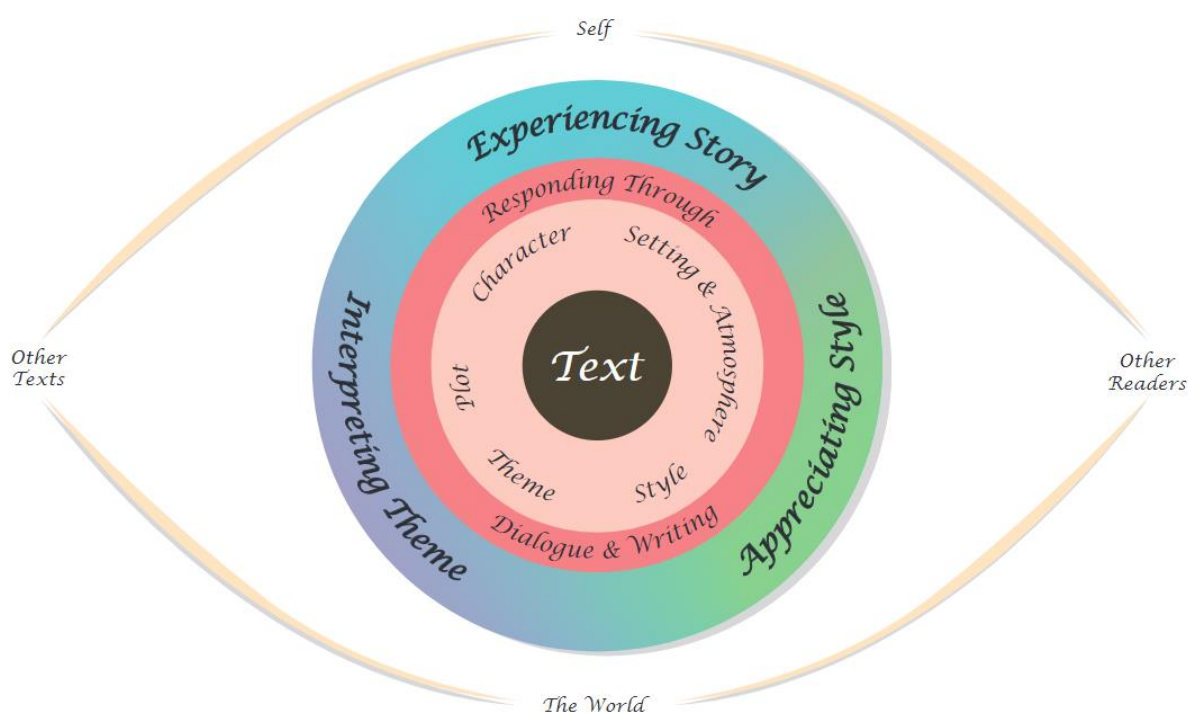 Self
Experiencing Story
Responding Through
Character
Setting & Atmosphere
Interpreting Theme
Appreciating Style
Other
Texts
Plot
Text
Other
Readers
Theme
Style
Dialogue & Writing
The World